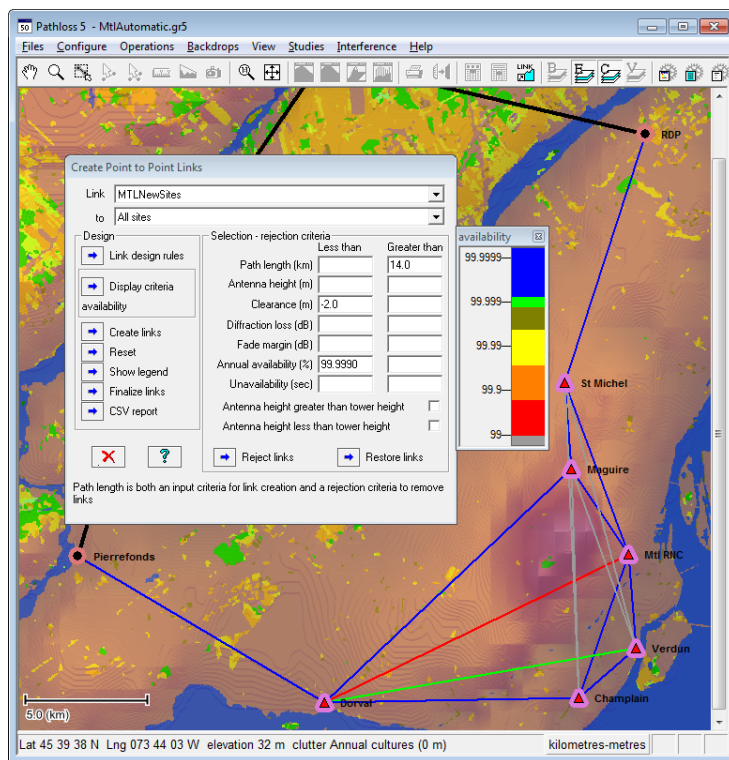 50 Pathloss 5 - MtlAutomatic.gr5
Files Configure Operations Backdrops View Studies Interference Help
LINK B E C V
RDP
Create Point to Point Links
Link MTLNewSites
to All sites
Design
Link design rules
Display criteria
availability
Create links
Reset
Show legend
Finalize links
CSV report
Selection - rejection criteria
Less than Greater than
Path length (km) 14.0
Antenna height (m)
Clearance (m) -2.0
Diffraction loss (dB)
Fade margin (dB)
Annual availability (%) 99.9990
Unavailability (sec)
Antenna height greater than tower height
Antenna height less than tower height
? Reject links Restore links
Path length is both an input criteria for link creation and a rejection criteria to remove
links
availability
99.9999
99.999
99.99
99.9
99
St Michel
Maguire
Mtl RNC
Pierrefonds
Verdun
Champlain
Dorval
5.0 (km)
Lat 45 39 38 N Lng 073 44 03 W elevation 32 m clutter Annual cultures (0 m) kilometres-metres